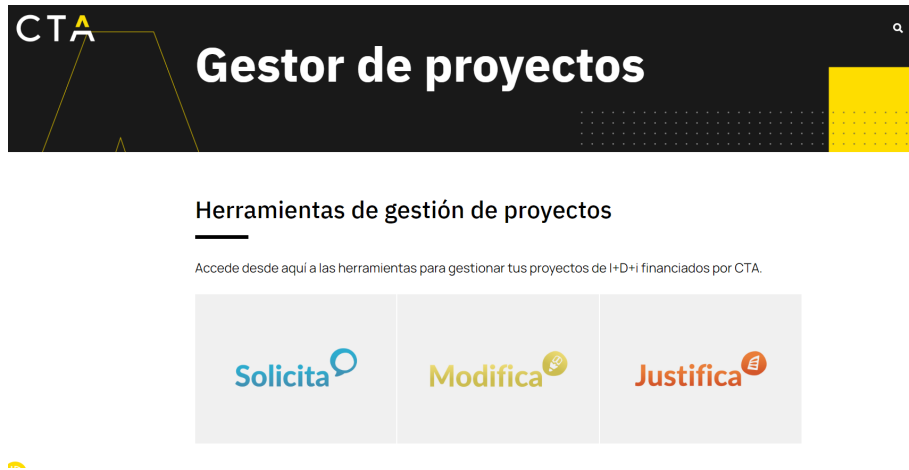 CTA
Gestor de proyectos
Herramientas de gestión de proyectos
Accede desde aquí a las herramientas para gestionar tus proyectos de I+D+i financiados por CTA.
Solicita
Modifica
Justifica